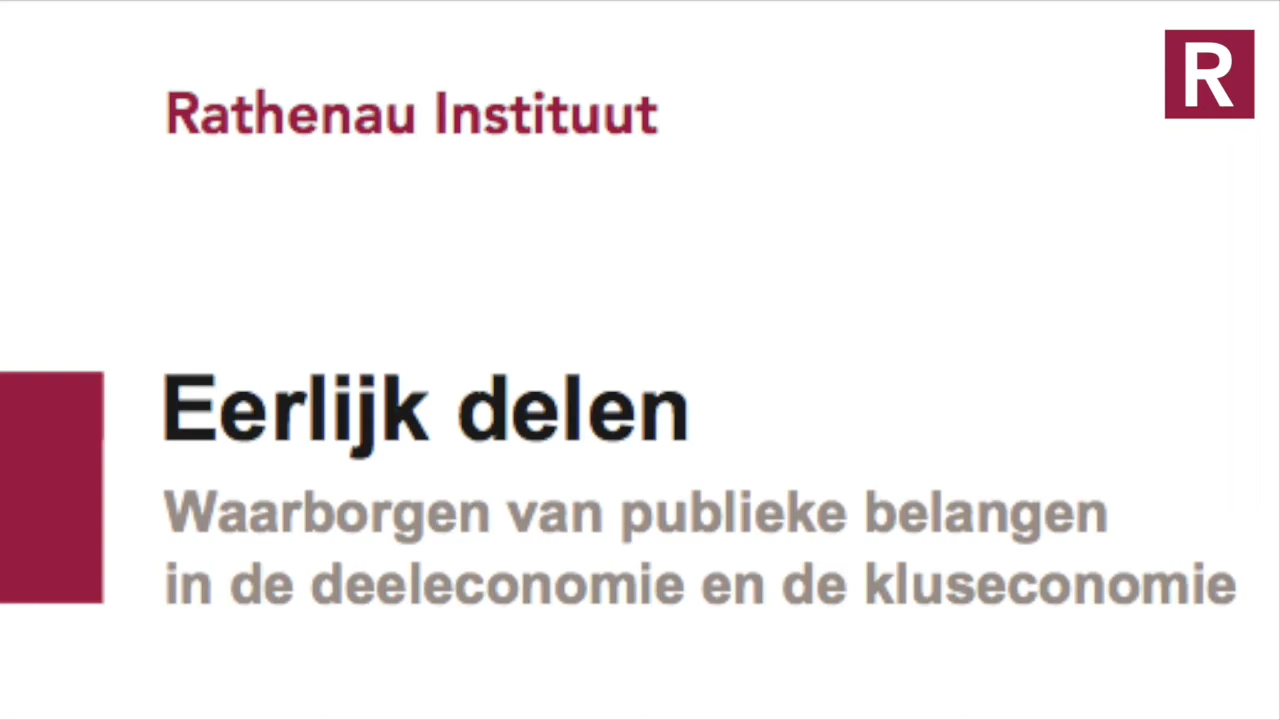 R
Rathenau Instituut
Eerlijk delen
Waarborgen van publieke belangen
in de deeleconomie en de kluseconomie